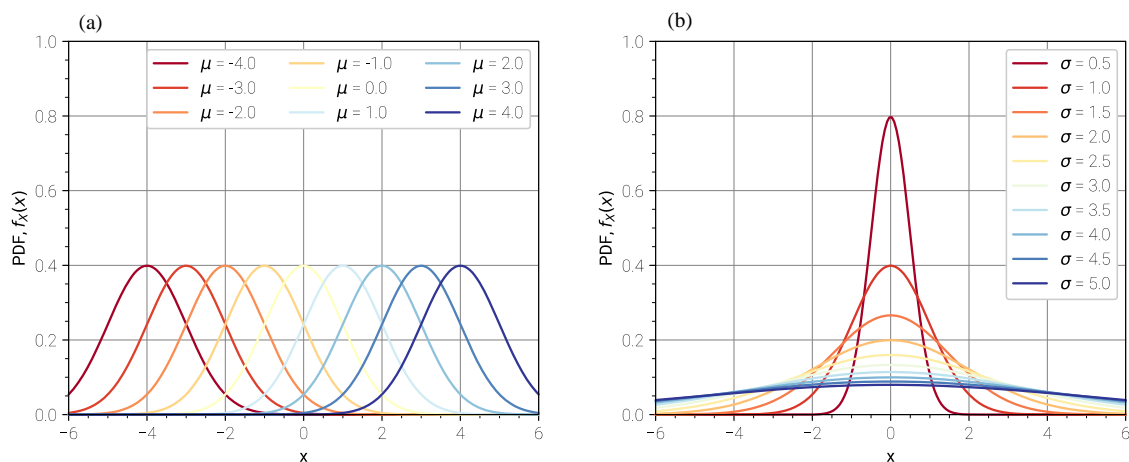 (a)
1.0
0.8
0.6
0.4
0.2
0.0
PDF, fX(x)
−6
−4
−2
0
2
4
6
x
μ = -4.0
μ = -3.0
μ = -2.0
μ = -1.0
μ = 0.0
μ = 1.0
μ = 2.0
μ = 3.0
μ = 4.0
(b)
1.0
0.8
0.6
0.4
0.2
0.0
PDF, fX(x)
−6
−4
−2
0
2
4
6
x
σ = 0.5
σ = 1.0
σ = 1.5
σ = 2.0
σ = 2.5
σ = 3.0
σ = 3.5
σ = 4.0
σ = 4.5
σ = 5.0